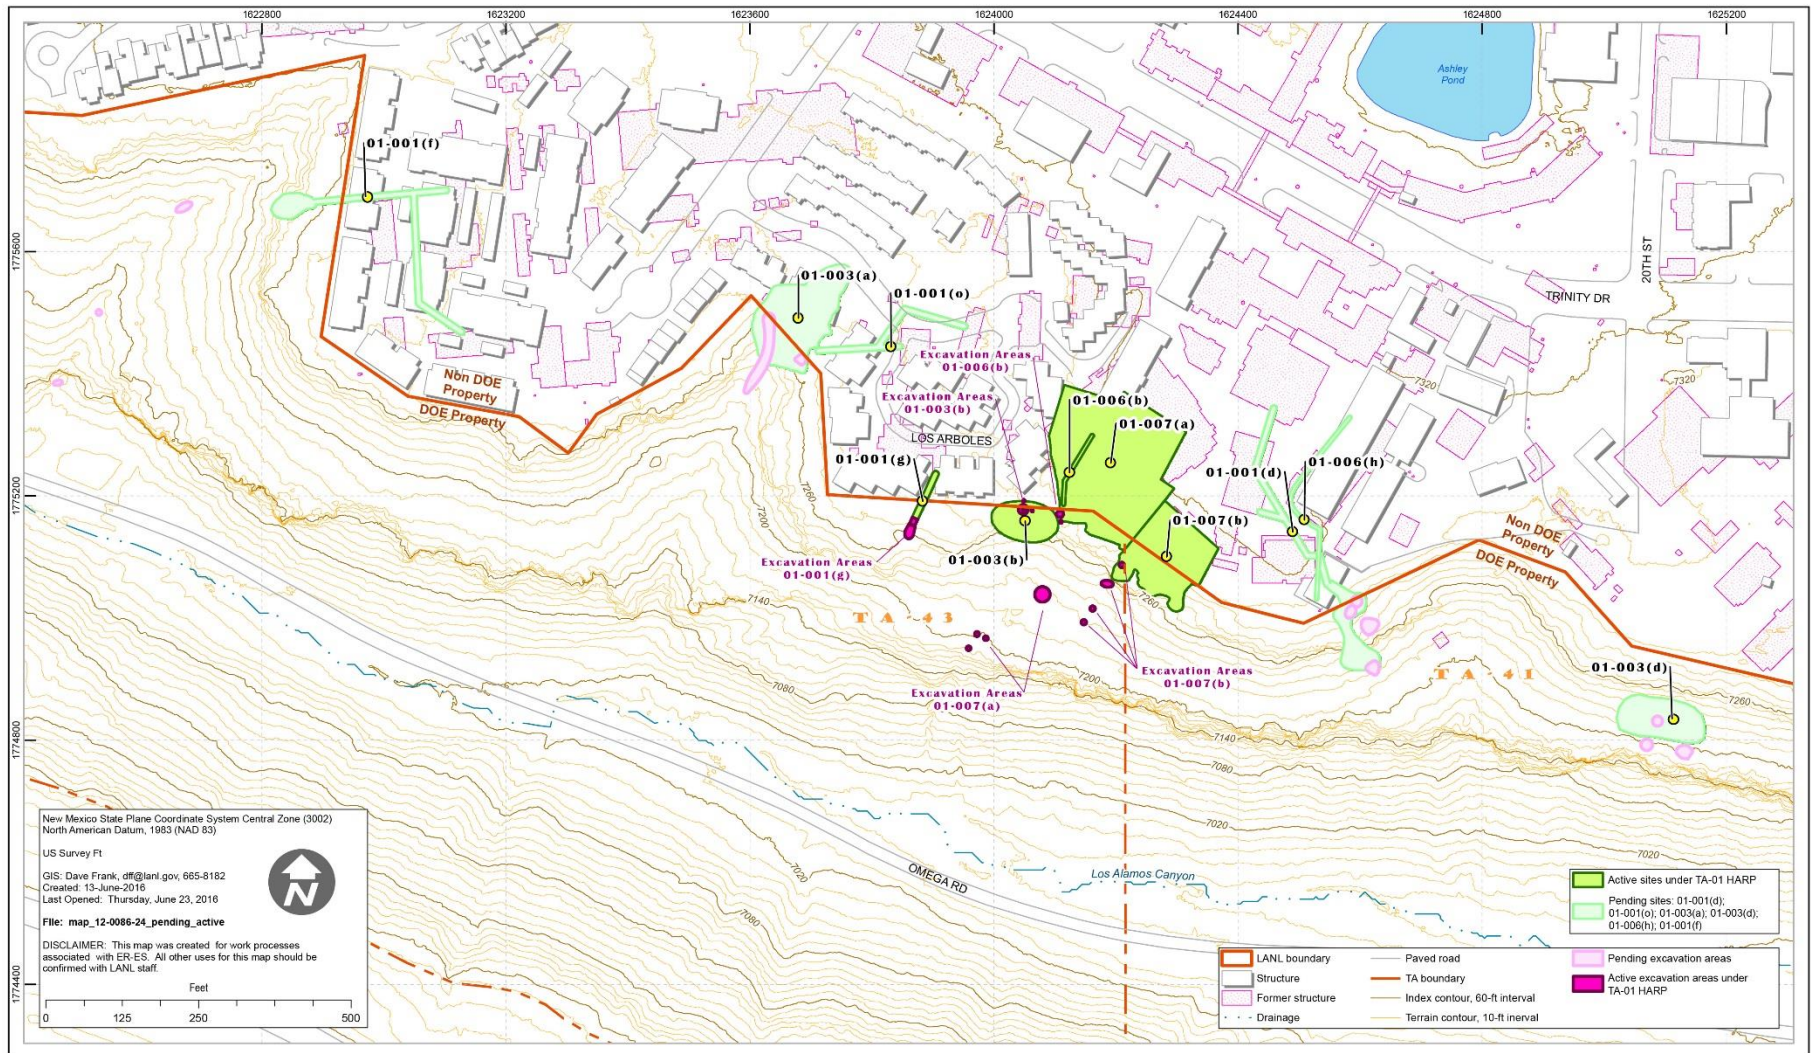 1622800
1623200
1623600
1624000
1624400
1624800
1625200
Ashley
Pond
01-001(f)
1775600
20TH ST
01-003(a)
01-001(o)
TRINITY DR
Excavation Areas
01-006(b)
Non DOE
Property
DOE Property
7320
7320
Excavation Areas
01-003(b)
01-006(b)
01-007(a)
LOS ARBOLES
01-001(g)
01-001(d)
01-006(h)
1775200
7260
7200
01-007(b)
Non DOE
Property
DOE Property
Excavation Areas
01-001(g)
01-003(b)
7140
7260
TA-43
Excavation Areas
01-007(b)
7200
01-003(d)
TA-41
7260
7080
Excavation Areas
01-007(a)
1774800
7140
7080
7020
7020
New Mexico State Plane Coordinate System Central Zone (3002)
North American Datum, 1983 (NAD 83)
US Survey Ft
GIS: Dave Frank, dff@lanl.gov, 665-8182
Created: 13-June-2016
Last Opened: Thursday, June 23, 2016
File: map_12-0086-24_pending_active
DISCLAIMER: This map was created for work processes
associated with ER-ES. All other uses for this map should be
confirmed with LANL staff.
N
Feet
0 125 250 500
7020
OMEGA RD
7080
Los Alamos Canyon
1774400
Active sites under TA-01 HARP
Pending sites: 01-001(d);
01-001(o); 01-003(a); 01-003(d);
01-006(h); 01-001(f)
LANL boundary
Structure
Former structure
Drainage
Paved road
TA boundary
Index contour, 60-ft interval
Terrain contour, 10-ft inerval
Pending excavation areas
Active excavation areas under
TA-01 HARP